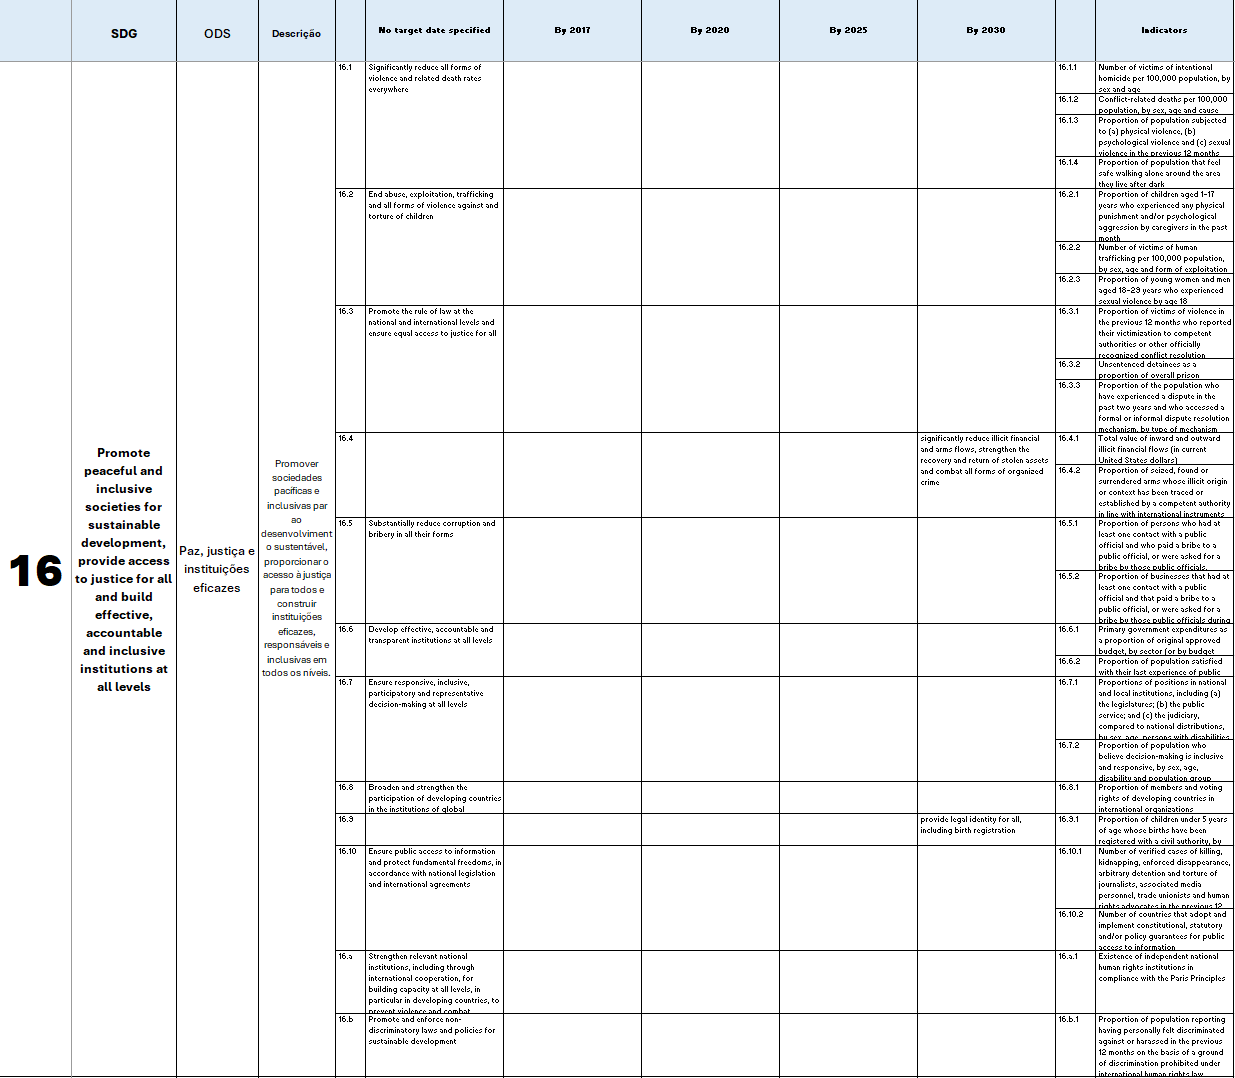 SDG
ODS
Descrição
No target date specified
By 2017
By 2020
By 2025
By 2030
Indicators
16
Promote
peaceful and
inclusive
societies for
sustainable
development,
provide access
to justice for all
and build
effective,
accountable
and inclusive
institutions at
all levels
Paz, justiça e
instituições
eficazes
Promover
sociedades
pacíficas e
inclusivas par
ao
desenvolviment
o sustentável,
proporcionar o
acesso à justiça
para todos e
construir
instituições
eficazes,
responsáveis e
inclusivas em
todos os níveis.
16.1
Significantly reduce all forms of
violence and related death rates
everywhere
16.1.1
Number of victims of intentional
homicide per 100,000 population, by
sex and age
16.1.2
Conflict-related deaths per 100,000
population, by sex, age and cause
16.1.3
Proportion of population subjected
to (a) physical violence, (b)
psychological violence and (c) sexual
violence in the previous 12 months
16.1.4
Proportion of population that feel
safe walking alone around the area
they live after dark
16.2
End abuse, exploitation, trafficking
and all forms of violence against and
torture of children
16.2.1
Proportion of children aged 1-17
years who experienced any physical
punishment and/or psychological
aggression by caregivers in the past
month
16.2.2
Number of victims of human
trafficking per 100,000 population,
by sex, age and form of exploitation
16.2.3
Proportion of young women and men
aged 18-29 years who experienced
sexual violence by age 18
16.3
Promote the rule of law at the
national and international levels and
ensure equal access to justice for all
16.3.1
Proportion of victims of violence in
the previous 12 months who reported
their victimization to competent
authorities or other officially
recognized conflict resolution
16.3.2
Unsentenced detainees as a
proportion of overall prison
16.3.3
Proportion of the population who
have experienced a dispute in the
past two years and who accessed a
formal or informal dispute resolution
mechanism, by type of mechanism
16.4
significantly reduce illicit financial
and arms flows, strengthen the
recovery and return of stolen assets
and combat all forms of organized
crime
16.4.1
Total value of inward and outward
illicit financial flows (in current
United States dollars)
16.4.2
Proportion of seized, found or
surrendered arms whose illicit origin
or context has been traced or
established by a competent authority
in line with international instruments
16.5
Substantially reduce corruption and
bribery in all their forms
16.5.1
Proportion of persons who had at
least one contact with a public
official and who paid a bribe to a
public official, or were asked for a
bribe by those public officials,
16.5.2
Proportion of businesses that had at
least one contact with a public
official and that paid a bribe to a
public official, or were asked for a
bribe by those public officials during
16.6
Develop effective, accountable and
transparent institutions at all levels
16.6.1
Primary government expenditures as
a proportion of original approved
budget, by sector (or by budget
16.6.2
Proportion of population satisfied
with their last experience of public
16.7
Ensure responsive, inclusive,
participatory and representative
decision-making at all levels
16.7.1
Proportions of positions in national
and local institutions, including (a)
the legislatures; (b) the public
service; and (c) the judiciary,
compared to national distributions,
by sex, age, persons with disabilities
16.7.2
Proportion of population who
believe decision-making is inclusive
and responsive, by sex, age,
disability and population group
16.8
Broaden and strengthen the
participation of developing countries
in the institutions of global
16.8.1
Proportion of members and voting
rights of developing countries in
international organizations
16.9
provide legal identity for all,
including birth registration
16.9.1
Proportion of children under 5 years
of age whose births have been
registered with a civil authority, by
16.10
Ensure public access to information
and protect fundamental freedoms, in
accordance with national legislation
and international agreements
16.10.1
Number of verified cases of killing,
kidnapping, enforced disappearance,
arbitrary detention and torture of
journalists, associated media
personnel, trade unionists and human
rights advocates in the previous 12
16.10.2
Number of countries that adopt and
implement constitutional, statutory
and/or policy guarantees for public
access to information
16.a
Strengthen relevant national
institutions, including through
international cooperation, for
building capacity at all levels, in
particular in developing countries, to
prevent violence and combat
16.a.1
Existence of independent national
human rights institutions in
compliance with the Paris Principles
16.b
Promote and enforce non-
discriminatory laws and policies for
sustainable development
16.b.1
Proportion of population reporting
having personally felt discriminated
against or harassed in the previous
12 months on the basis of a ground
of discrimination prohibited under
international human rights law